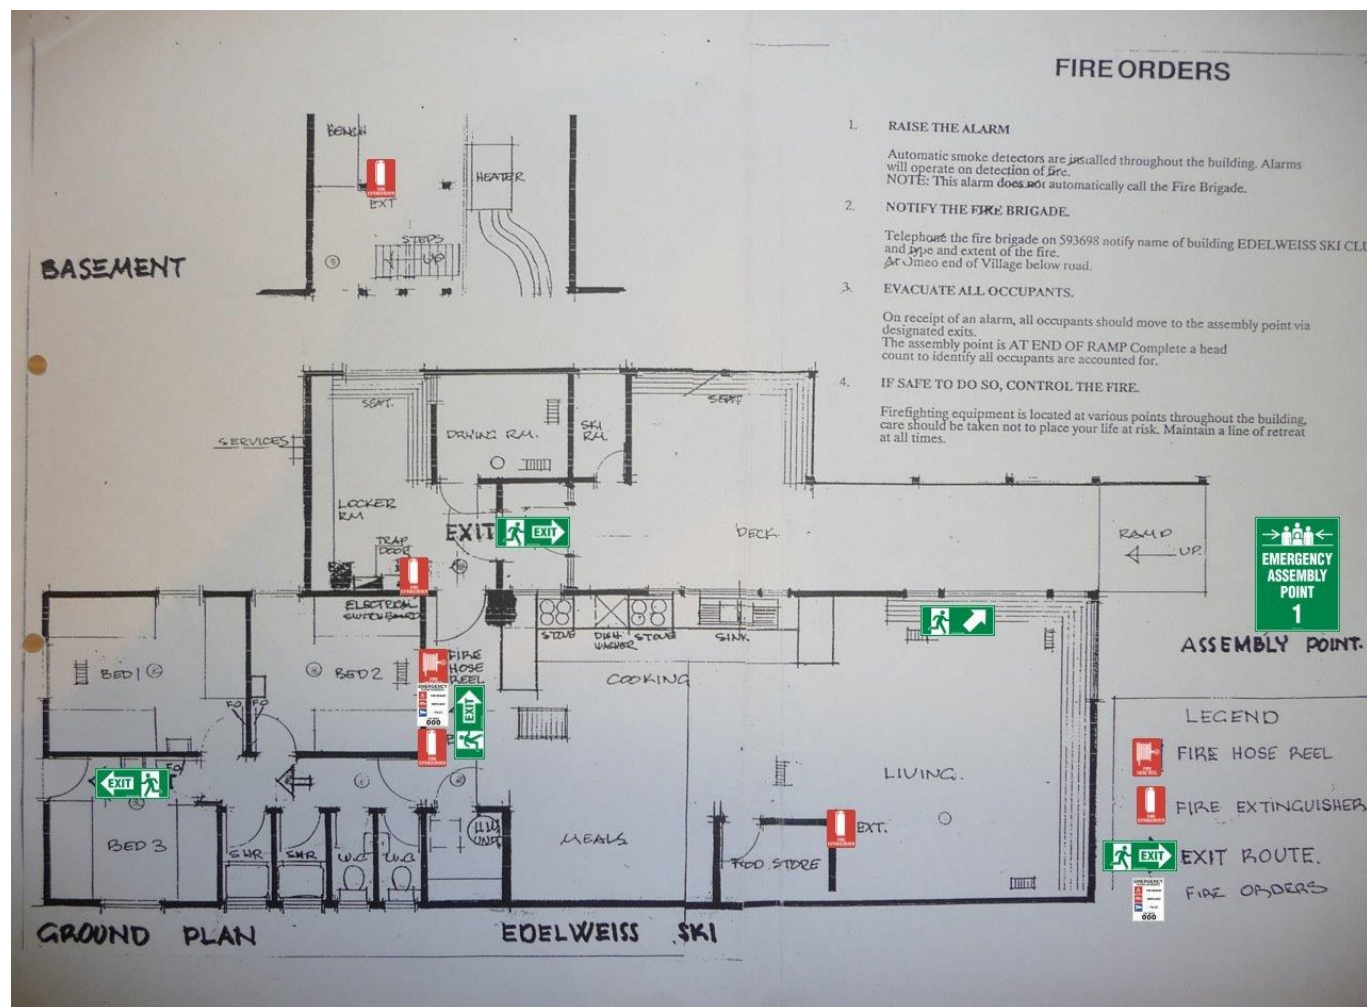 FIRE ORDERS
1. RAISE THE ALARM
Automatic smoke detectors are installed throughout the building. Alarms
will operate on detection of fire.
NOTE: This alarm does not automatically call the Fire Brigade.
2. NOTIFY THE FIRE BRIGADE.
Telephone the fire brigade on 593698 notify name of building EDELWEISS SKI CLU
and type and extent of the fire.
At Omeo end of Village below road.
3. EVACUATE ALL OCCUPANTS.
On receipt of an alarm, all occupants should move to the assembly point via
designated exits.
The assembly point is AT END OF RAMP Complete a head
count to identify all occupants are accounted for.
4. IF SAFE TO DO SO, CONTROL THE FIRE.
Firefighting equipment is located at various points throughout the building,
care should be taken not to place your life at risk. Maintain a line of retreat
at all times.
BENCH
EXT
HEATER
STEPS
UP
BASEMENT
SEAT.
DRYING RM.
SKI
RM.
SEAT
SERVICES
LOCKER
RM
TRAP
DOOR
EXIT
EXIT
DECK
RAMP
UP.
EMERGENCY
ASSEMBLY
POINT
1
ASSEMBLY POINT.
ELECTRICAL
SWITCHBOARD
STOVE
DISH
WASHER
STOVE
SINK
FIRE
HOSE
REEL
BED 1
BED 2
COOKING
EXIT
EMERGENCY
000
EXIT
BED 3
SHR
SHR
W.C
W.C
MEALS
LIVING.
EXT.
STORE
LEGEND
FIRE HOSE REEL
FIRE EXTINGUISHER
EXIT
EXIT ROUTE.
EMERGENCY
000
FIRE ORDERS
GROUND PLAN
EDELWEISS SKI